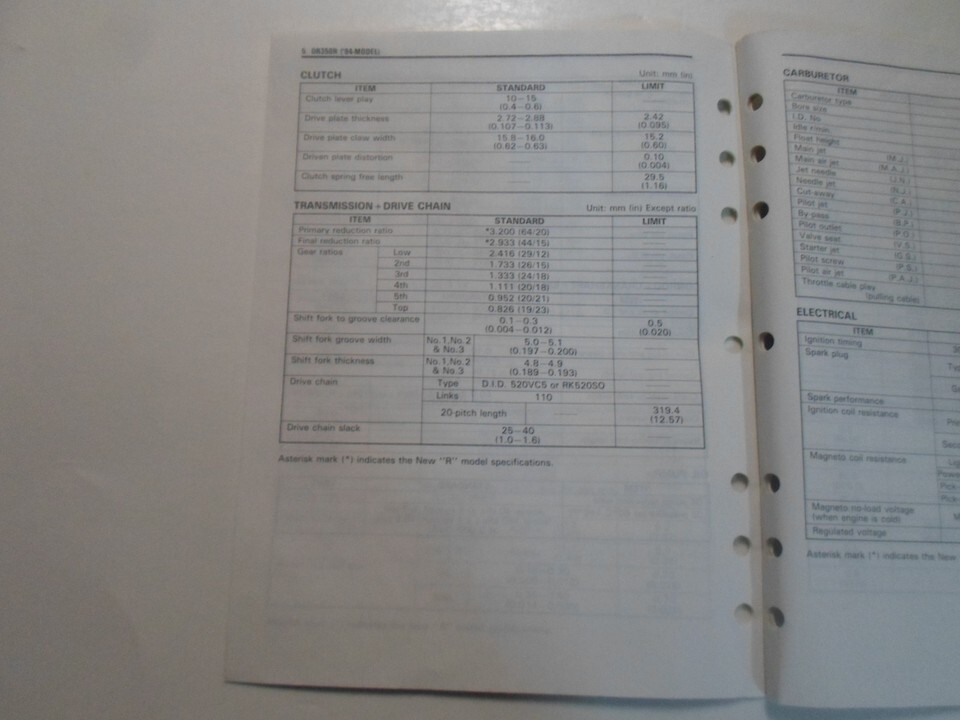 DR350R ('94-MODEL)
CLUTCH Unit: mm (in)
ITEM STANDARD LIMIT
Clutch lever play 10–15
(0.4–0.6)
Drive plate thickness 2.72–2.88 2.42
(0.107–0.113) (0.095)
Drive plate claw width 15.8–16.0 15.2
(0.62–0.63) (0.60)
Driven plate distortion 0.10
(0.004)
Clutch spring free length 29.5
(1.16)
TRANSMISSION + DRIVE CHAIN Unit: mm (in) Except ratio
ITEM STANDARD LIMIT
Primary reduction ratio *3.200 (64/20)
Final reduction ratio *2.933 (44/15)
Gear ratios Low 2.416 (29/12)
2nd 1.733 (26/15)
3rd 1.333 (24/18)
4th 1.111 (20/18)
5th 0.952 (20/21)
Top 0.826 (19/23)
Shift fork to groove clearance 0.1–0.3 0.5
(0.004–0.012) (0.020)
Shift fork groove width No.1,No.2 5.0–5.1
& No.3 (0.197–0.200)
Shift fork thickness No.1,No.2 4.8–4.9
& No.3 (0.189–0.193)
Drive chain Type D.I.D. 520VC5 or RK520SO
Links 110
20 pitch length 319.4
(12.57)
Drive chain slack 25–40
(1.0–1.6)
Asterisk mark (*) indicates the New "R" model specifications.
CARBURETOR
ITEM
Carburetor type
Bore size
I.D. No.
Idle r/min.
Float height
Main jet (M.J.)
Main air jet (M.A.J.)
Jet needle (J.N.)
Needle jet (N.J.)
Cut-away (C.A.)
Pilot jet (P.J.)
By pass (B.P.)
Pilot outlet (P.O.)
Valve seat (V.S.)
Starter jet (G.S.)
Pilot screw (P.S.)
Pilot air jet (P.A.J.)
Throttle cable play
(pulling cable)
ELECTRICAL
ITEM
Ignition timing
Spark plug
Spark performance
Ignition coil resistance
Magneto coil resistance
Magneto no-load voltage
(when engine is cold)
Regulated voltage
Asterisk mark (*) indicates the New